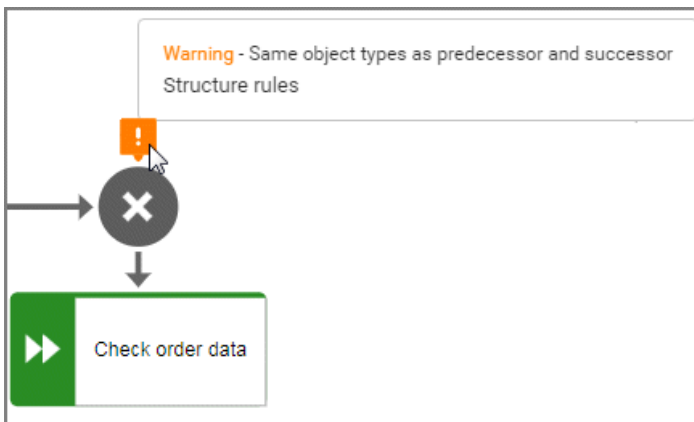 Warning - Same object types as predecessor and successor
Structure rules
Check order data